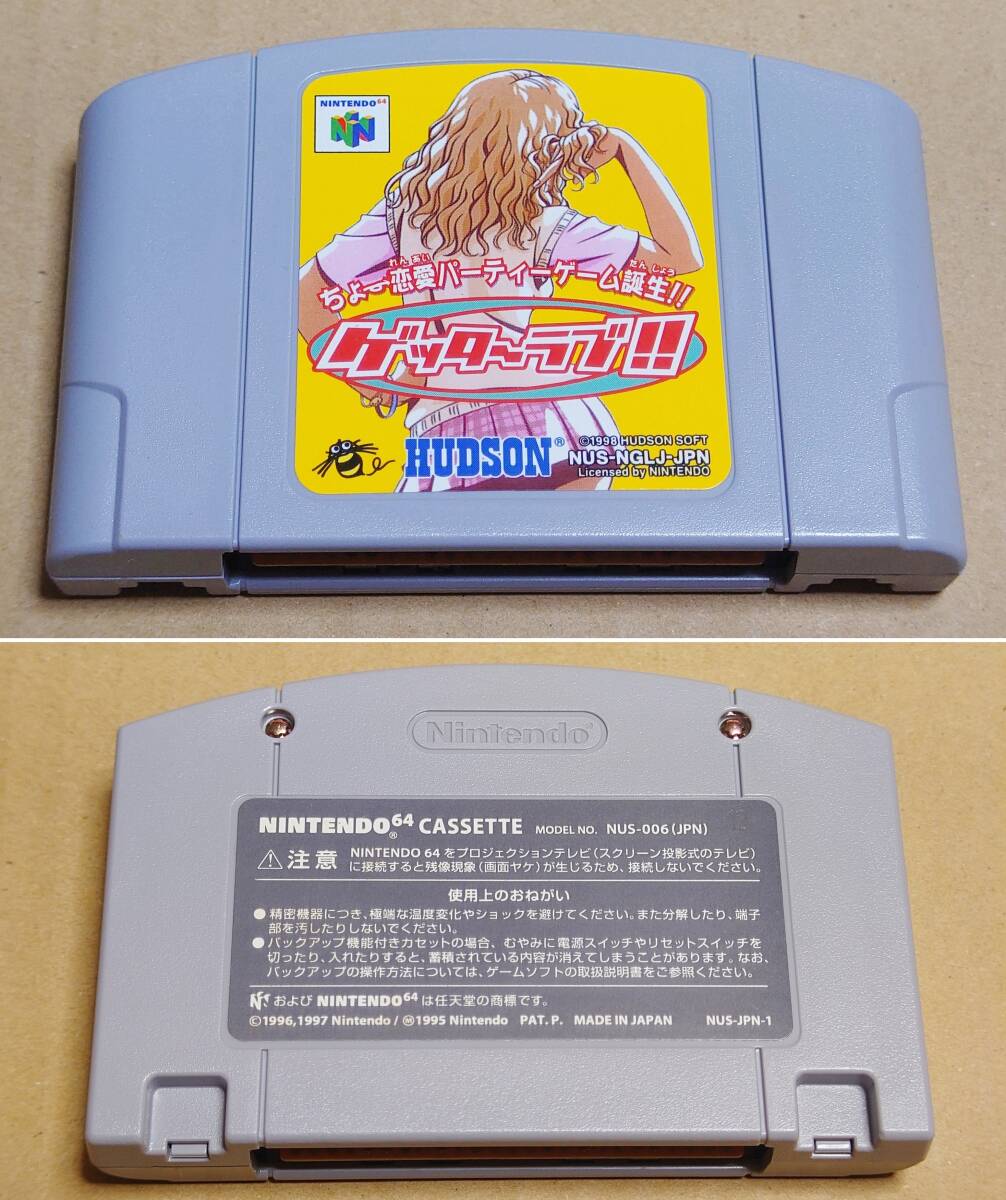 NINTENDO64
れんあい
たんじょう
ちょー恋愛パーティーゲーム誕生!!
ゲッターラブ!!
HUDSON®
©1998 HUDSON SOFT
NUS-NGLJ-JPN
Licensed by NINTENDO
Nintendo®
NINTENDO64® CASSETTE MODEL NO. NUS-006(JPN)
⚠注意 NINTENDO 64をプロジェクションテレビ(スクリーン投影式のテレビ)
に接続すると残像現象(画面ヤケ)が生じるため、接続しないでください。
使用上のおねがい
●精密機器につき、極端な温度変化やショックを避けてください。また分解したり、端子
部を汚したりしないでください。
●バックアップ機能付きカセットの場合、むやみに電源スイッチやリセットスイッチを
切ったり、入れたりすると、蓄積されている内容が消えてしまうことがあります。なお、
バックアップの操作方法については、ゲームソフトの取扱説明書をご参照ください。
および NINTENDO64 は任天堂の商標です。
©1996,1997 Nintendo / Ⓜ1995 Nintendo PAT. P. MADE IN JAPAN NUS-JPN-1